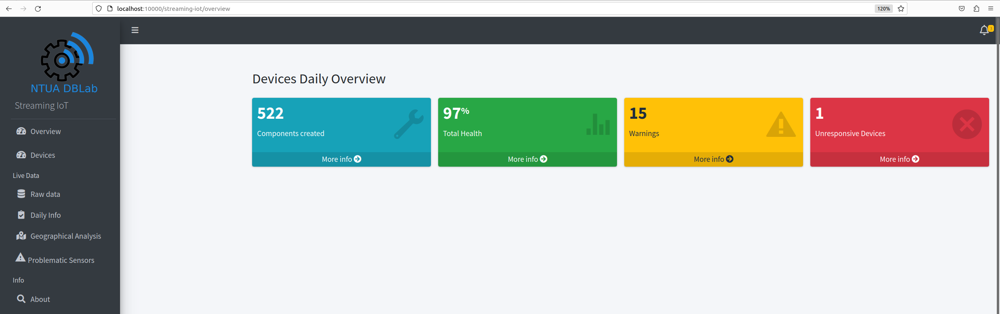 localhost:10000/streaming-iot/overview
120%
3
NTUA DBLab
Streaming IoT
Overview
Devices
Live Data
Raw data
Daily Info
Geographical Analysis
Problematic Sensors
Info
About
Devices Daily Overview
522
Components created
More info
97%
Total Health
More info
15
Warnings
More info
1
Unresponsive Devices
More info